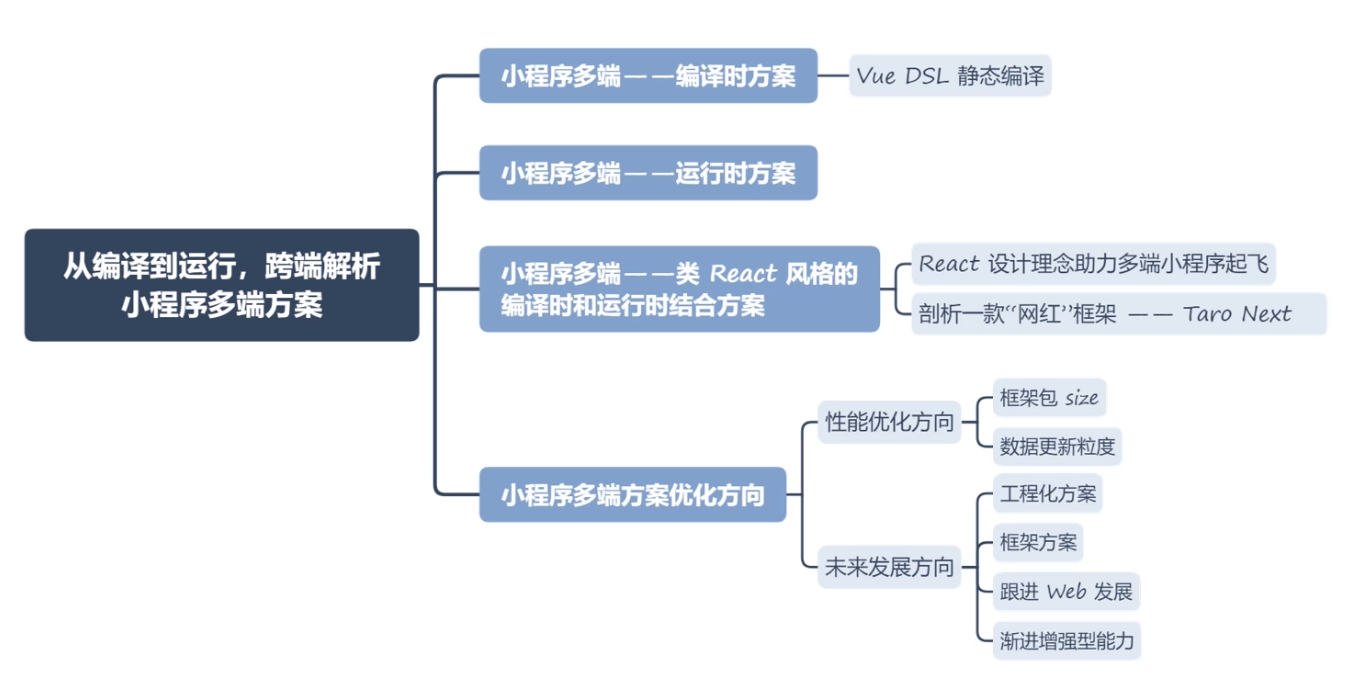 从编译到运行，跨端解析
小程序多端方案
小程序多端——编译时方案
Vue DSL 静态编译
小程序多端——运行时方案
小程序多端——类 React 风格的
编译时和运行时结合方案
React 设计理念助力多端小程序起飞
剖析一款“网红”框架 —— Taro Next
小程序多端方案优化方向
性能优化方向
框架包 size
数据更新粒度
未来发展方向
工程化方案
框架方案
跟进 Web 发展
渐进增强型能力